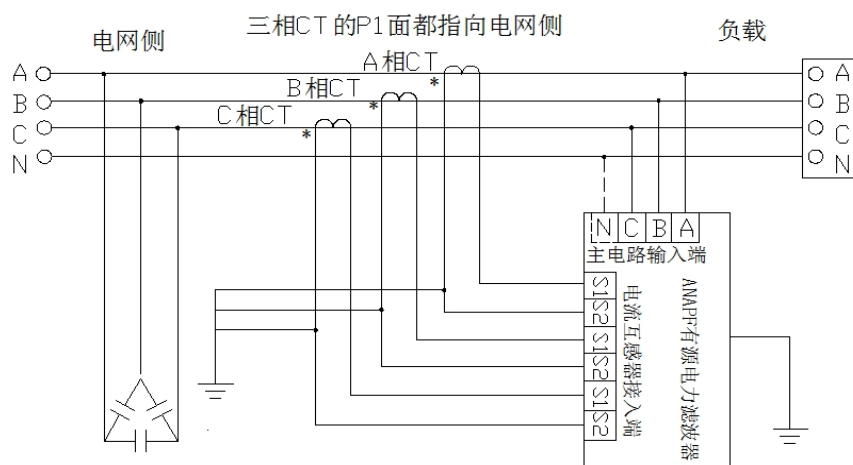 三相CT的P1面都指向电网侧
电网侧
负载
A相CT
B相CT
C相CT
*
*
*
A
B
C
N
A
B
C
N
N C B A
主电路输入端
S1
S2
S1
S2
S1
S2
电流互感器接入端
ANAPF有源电力滤波器